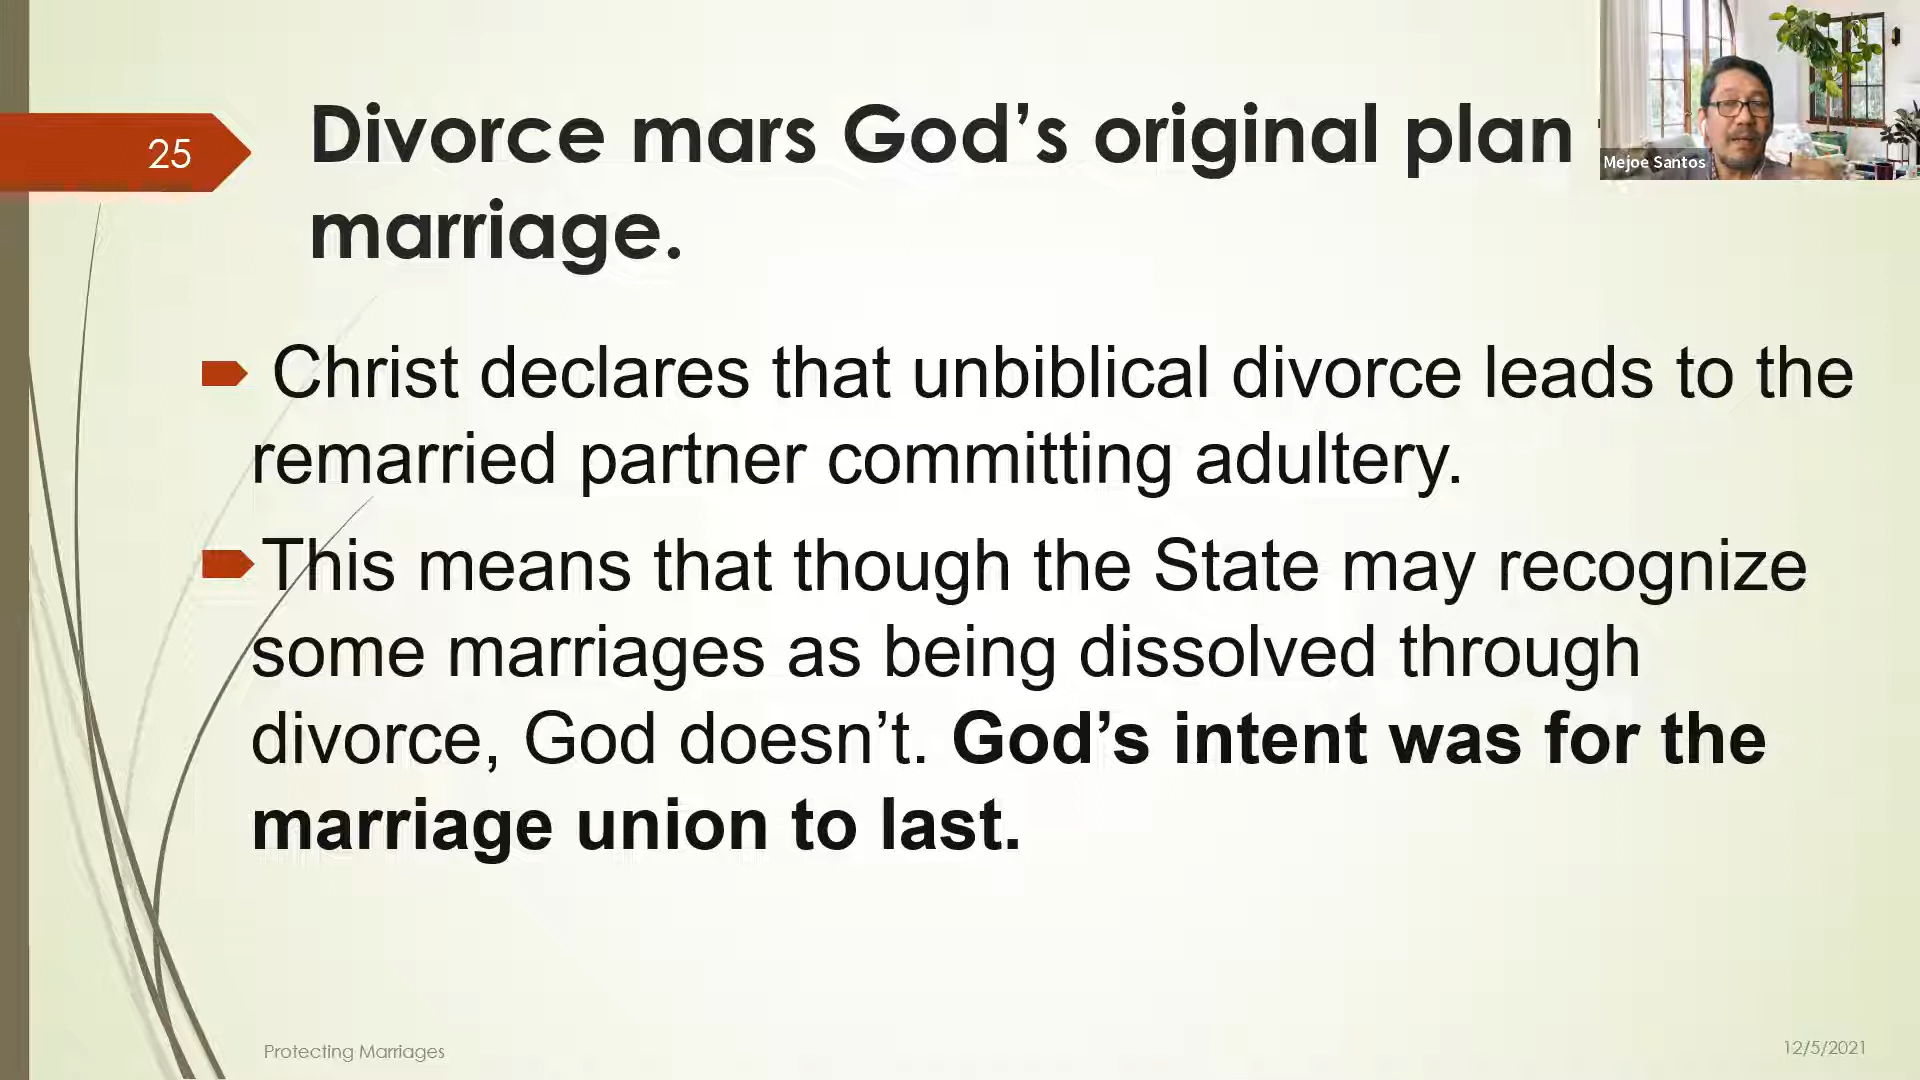 25
Divorce mars God’s original plan
marriage.
Mejoe Santos
Christ declares that unbiblical divorce leads to the
remarried partner committing adultery.
This means that though the State may recognize
some marriages as being dissolved through
divorce, God doesn’t. God’s intent was for the
marriage union to last.
Protecting Marriages
12/5/2021